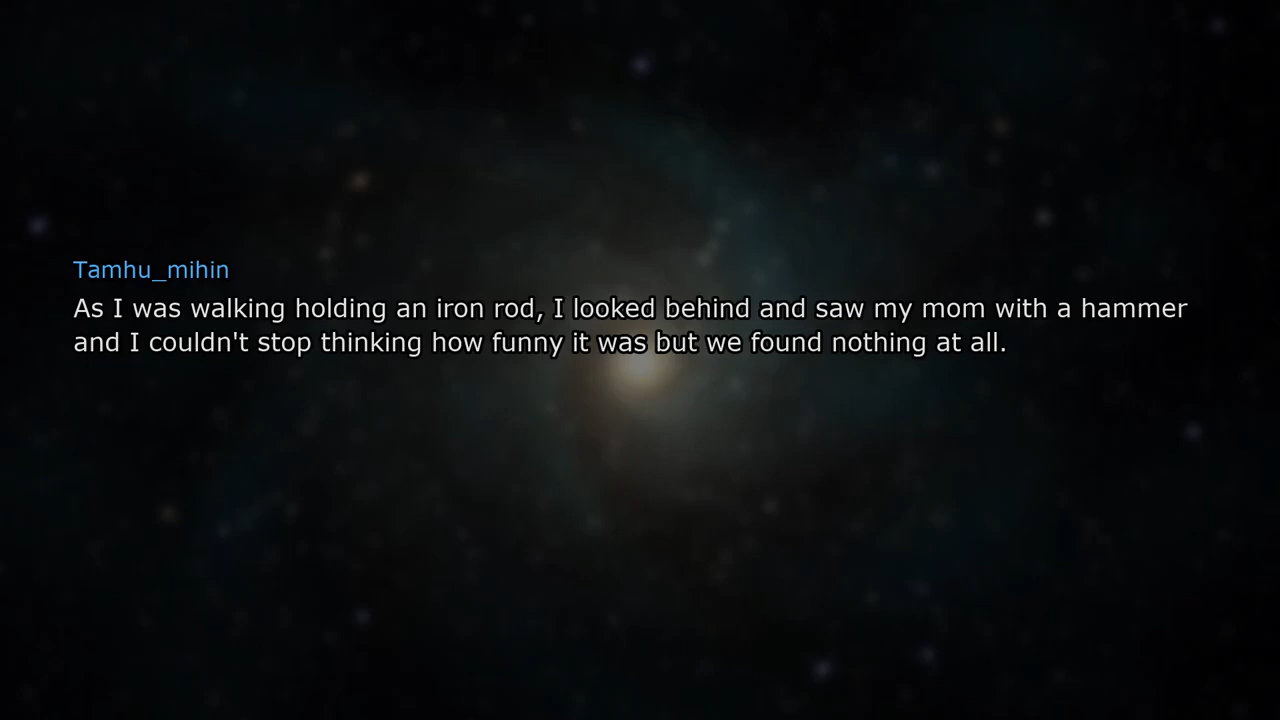 Tamhu_mihin
As I was walking holding an iron rod, I looked behind and saw my mom with a hammer
and I couldn't stop thinking how funny it was but we found nothing at all.